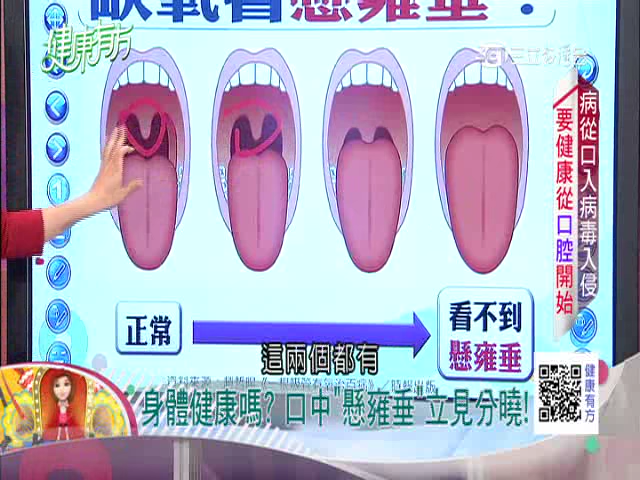 缺氧看懸雍垂!
健康有方
三立
病從口入病毒入侵
要健康從口腔開始
1
正常
看不到
懸雍垂
這兩個都有
身體健康嗎? 口中"懸雍垂"立見分曉!
健康有方